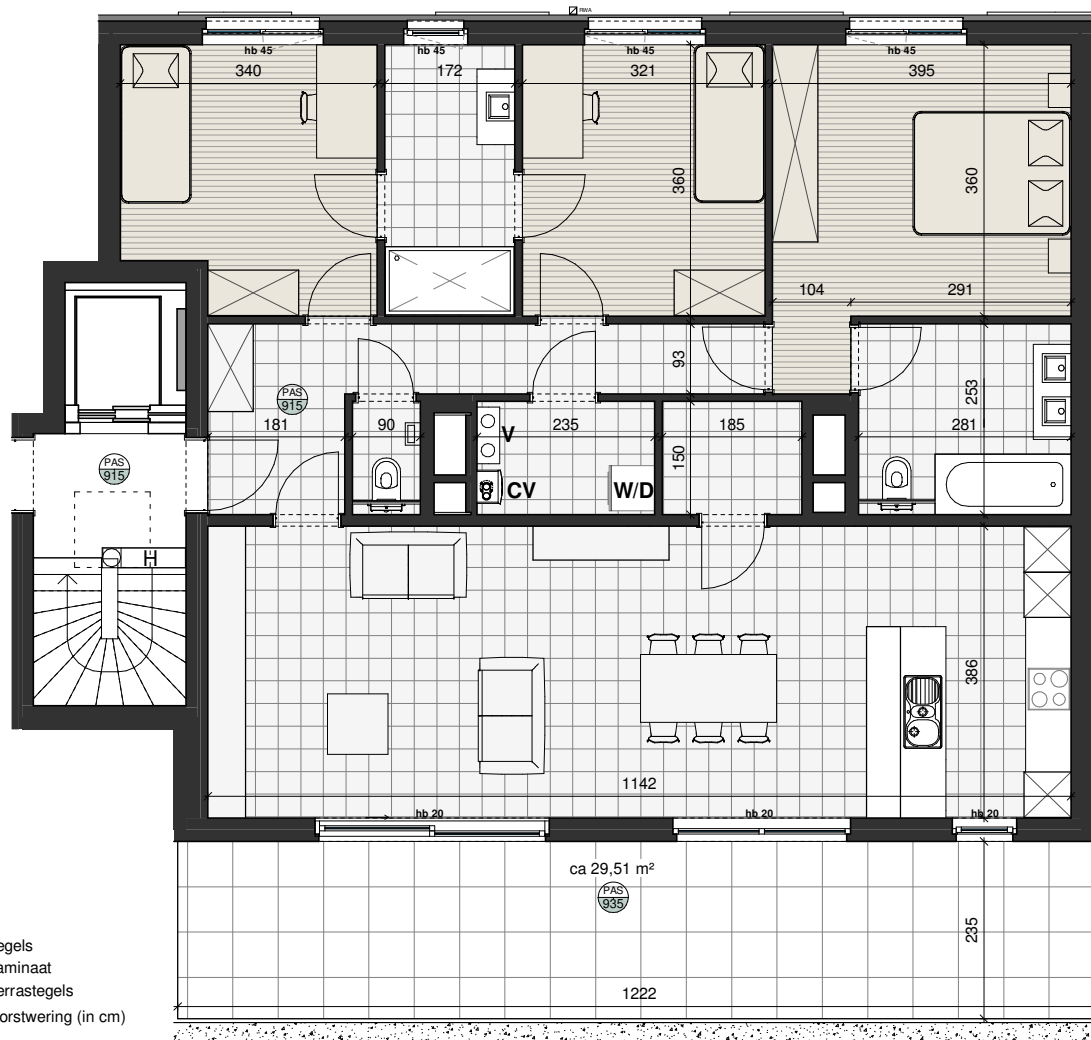 RWA
hb 45
hb 45
hb 45
hb 45
340
172
321
395
360
360
104
291
93
253
PAS
915
181
90
V
235
185
281
150
PAS
915
CV
W/D
H
386
1142
hb 20
hb 20
hb 20
ca 29,51 m²
PAS
935
235
egels
aminaat
errastegels
1222
orstwering (in cm)